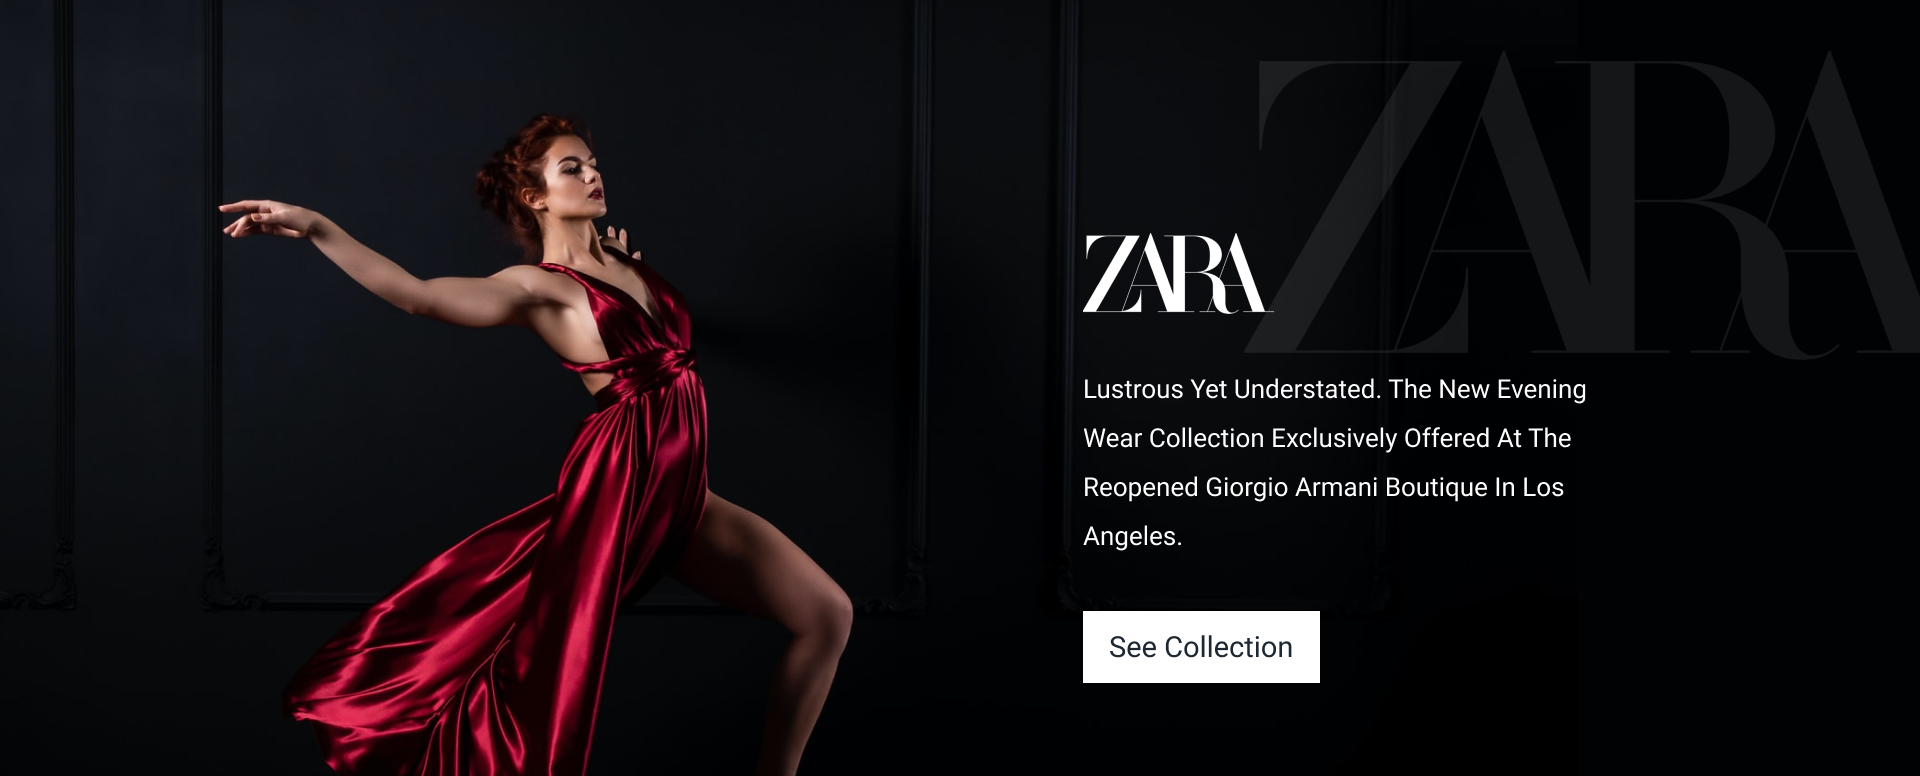 ZARA
ZARA
Lustrous Yet Understated. The New Evening
Wear Collection Exclusively Offered At The
Reopened Giorgio Armani Boutique In Los
Angeles.
See Collection